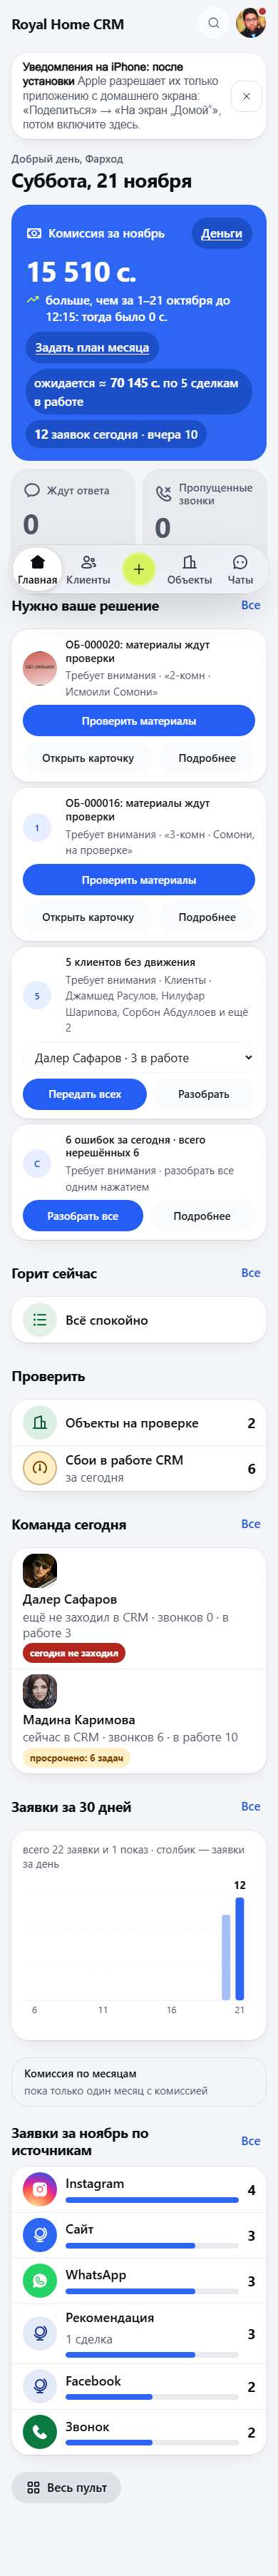 Royal Home CRM
Уведомления на iPhone: после
установки Apple разрешает их только
приложению с домашнего экрана:
«Поделиться» → «На экран „Домой“»,
потом включите здесь.
Добрый день, Фарход
Суббота, 21 ноября
Комиссия за ноябрь
Деньги
15 510 с.
больше, чем за 1–21 октября до
12:15: тогда было 0 с.
Задать план месяца
ожидается ≈ 70 145 с. по 5 сделкам
в работе
12 заявок сегодня · вчера 10
Ждут ответа
0
Пропущенные
звонки
0
Главная
Клиенты
Объекты
Чаты
Нужно ваше решение
Все
ОБ-000020: материалы ждут
проверки
Требует внимания · «2-комн ·
Исмоили Сомони»
Проверить материалы
Открыть карточку
Подробнее
1
ОБ-000016: материалы ждут
проверки
Требует внимания · «3-комн · Сомони,
на проверке»
Проверить материалы
Открыть карточку
Подробнее
5
5 клиентов без движения
Требует внимания · Клиенты ·
Джамшед Расулов, Нилуфар
Шарипова, Сорбон Абдуллоев и ещё
2
Далер Сафаров · 3 в работе
Передать всех
Разобрать
С
6 ошибок за сегодня · всего
нерешённых 6
Требует внимания · разобрать все
одним нажатием
Разобрать все
Подробнее
Горит сейчас
Все
Всё спокойно
Проверить
Объекты на проверке
2
Сбои в работе CRM
за сегодня
6
Команда сегодня
Все
Далер Сафаров
ещё не заходил в CRM · звонков 0 · в
работе 3
сегодня не заходил
Мадина Каримова
сейчас в CRM · звонков 6 · в работе 10
просрочено: 6 задач
Заявки за 30 дней
Все
всего 22 заявки и 1 показ · столбик — заявки
за день
12
6
11
16
21
Комиссия по месяцам
пока только один месяц с комиссией
Заявки за ноябрь по
источникам
Все
Instagram
4
Сайт
3
WhatsApp
3
Рекомендация
1 сделка
3
Facebook
2
Звонок
2
Весь пульт